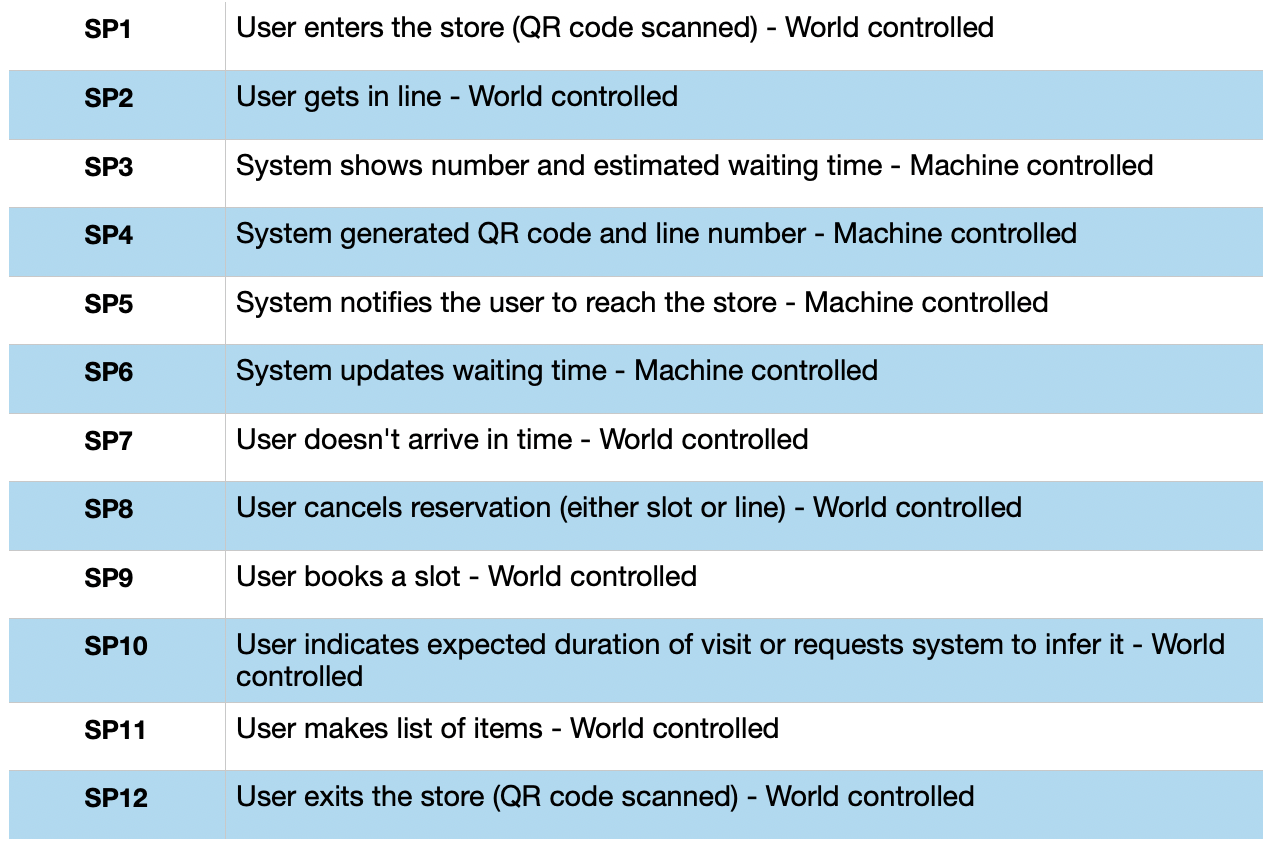 SP1 User enters the store (QR code scanned) - World controlled
SP2 User gets in line - World controlled
SP3 System shows number and estimated waiting time - Machine controlled
SP4 System generated QR code and line number - Machine controlled
SP5 System notifies the user to reach the store - Machine controlled
SP6 System updates waiting time - Machine controlled
SP7 User doesn't arrive in time - World controlled
SP8 User cancels reservation (either slot or line) - World controlled
SP9 User books a slot - World controlled
SP10 User indicates expected duration of visit or requests system to infer it - World
controlled
SP11 User makes list of items - World controlled
SP12 User exits the store (QR code scanned) - World controlled